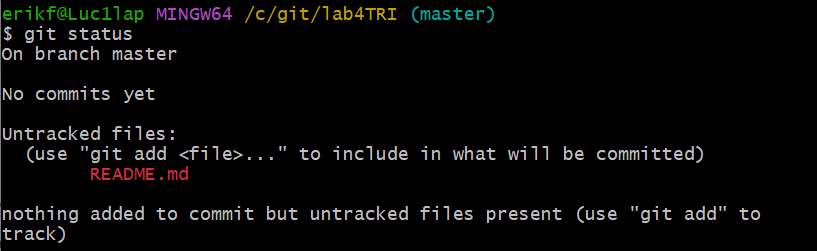 erikf@Luc1lap MINGW64 /c/git/lab4TRI (master)
$ git status
On branch master
No commits yet
Untracked files:
(use "git add <file>..." to include in what will be committed)
README.md
nothing added to commit but untracked files present (use "git add" to
track)